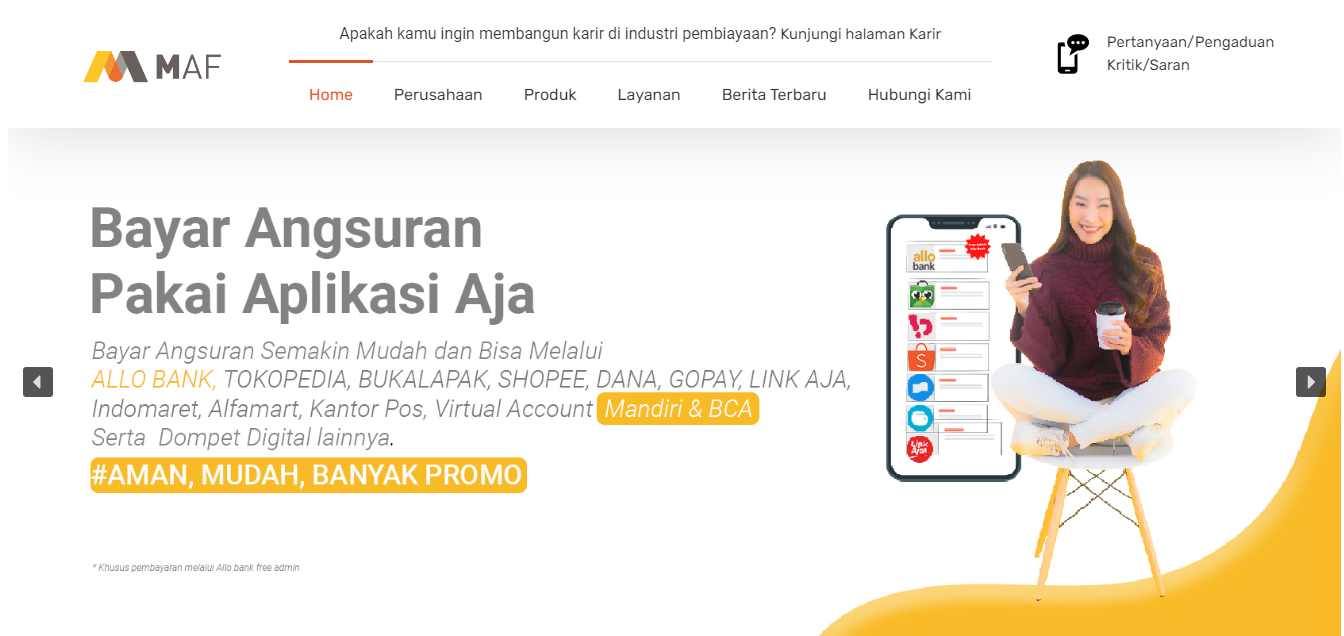 Apakah kamu ingin membangun karir di industri pembiayaan? Kunjungi halaman Karir
Pertanyaan/Pengaduan
Kritik/Saran
MAF
Home Perusahaan Produk Layanan Berita Terbaru Hubungi Kami
Bayar Angsuran
Pakai Aplikasi Aja
Bayar Angsuran Semakin Mudah dan Bisa Melalui
ALLO BANK, TOKOPEDIA, BUKALAPAK, SHOPEE, DANA, GOPAY, LINK AJA,
Indomaret, Alfamart, Kantor Pos, Virtual Account Mandiri & BCA
Serta Dompet Digital lainnya.
#AMAN, MUDAH, BANYAK PROMO
* Khusus pembayaran melalui Allo bank free admin
allo
bank
S
Link
Aja!